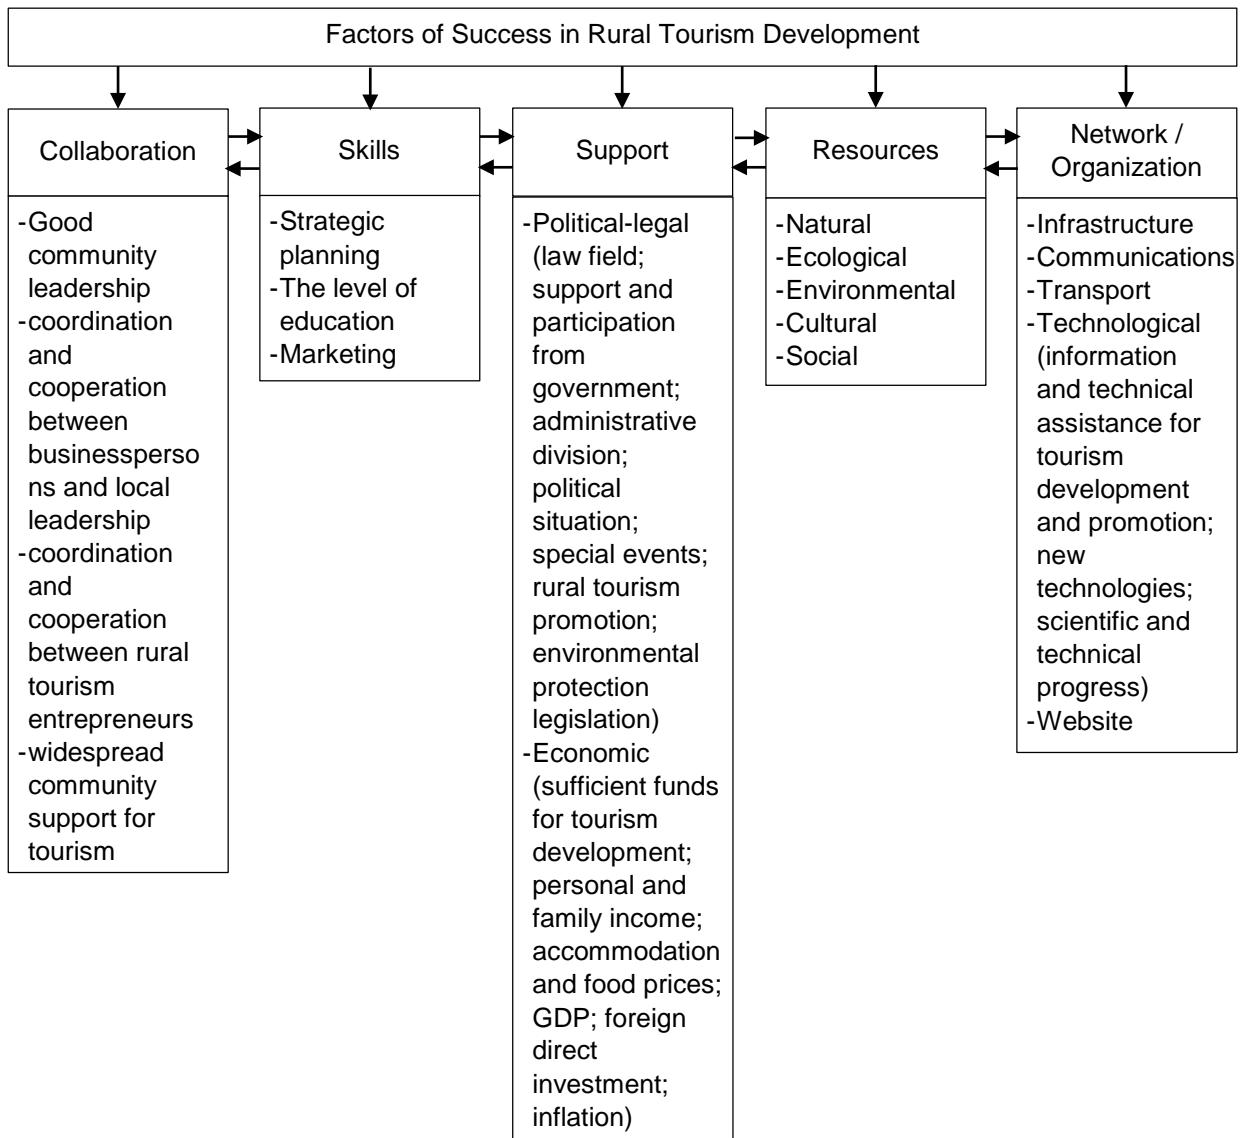 Factors of Success in Rural Tourism Development
Collaboration
-Good
community
leadership
-coordination
and
cooperation
between
businessperso
ns and local
leadership
-coordination
and
cooperation
between rural
tourism
entrepreneurs
-widespread
community
support for
tourism
Skills
-Strategic
planning
-The level of
education
-Marketing
Support
-Political-legal
(law field;
support and
participation
from
government;
administrative
division;
political
situation;
special events;
rural tourism
promotion;
environmental
protection
legislation)
-Economic
(sufficient funds
for tourism
development;
personal and
family income;
accommodation
and food prices;
GDP; foreign
direct
investment;
inflation)
Resources
-Natural
-Ecological
-Environmental
-Cultural
-Social
Network /
Organization
-Infrastructure
-Communications
-Transport
-Technological
(information
and technical
assistance for
tourism
development
and promotion;
new
technologies;
scientific and
technical
progress)
-Website